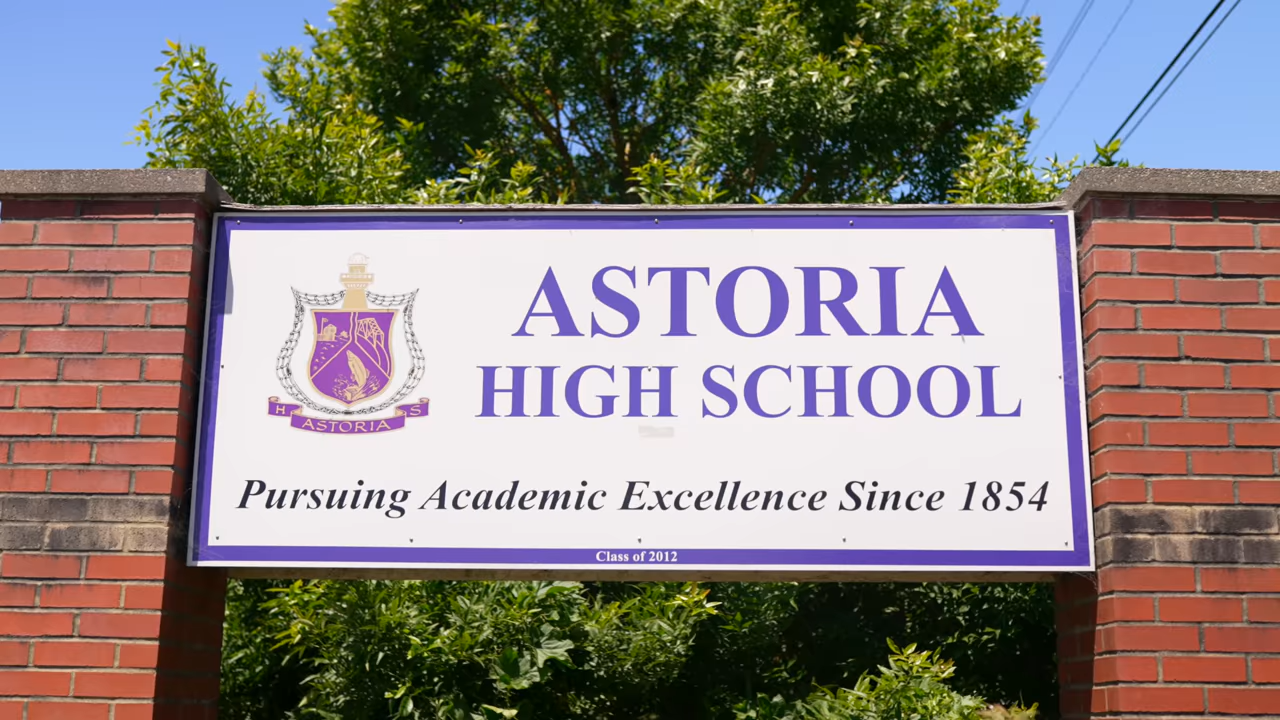 ASTORIA
HIGH SCHOOL
H S
ASTORIA
Pursuing Academic Excellence Since 1854
Class of 2012